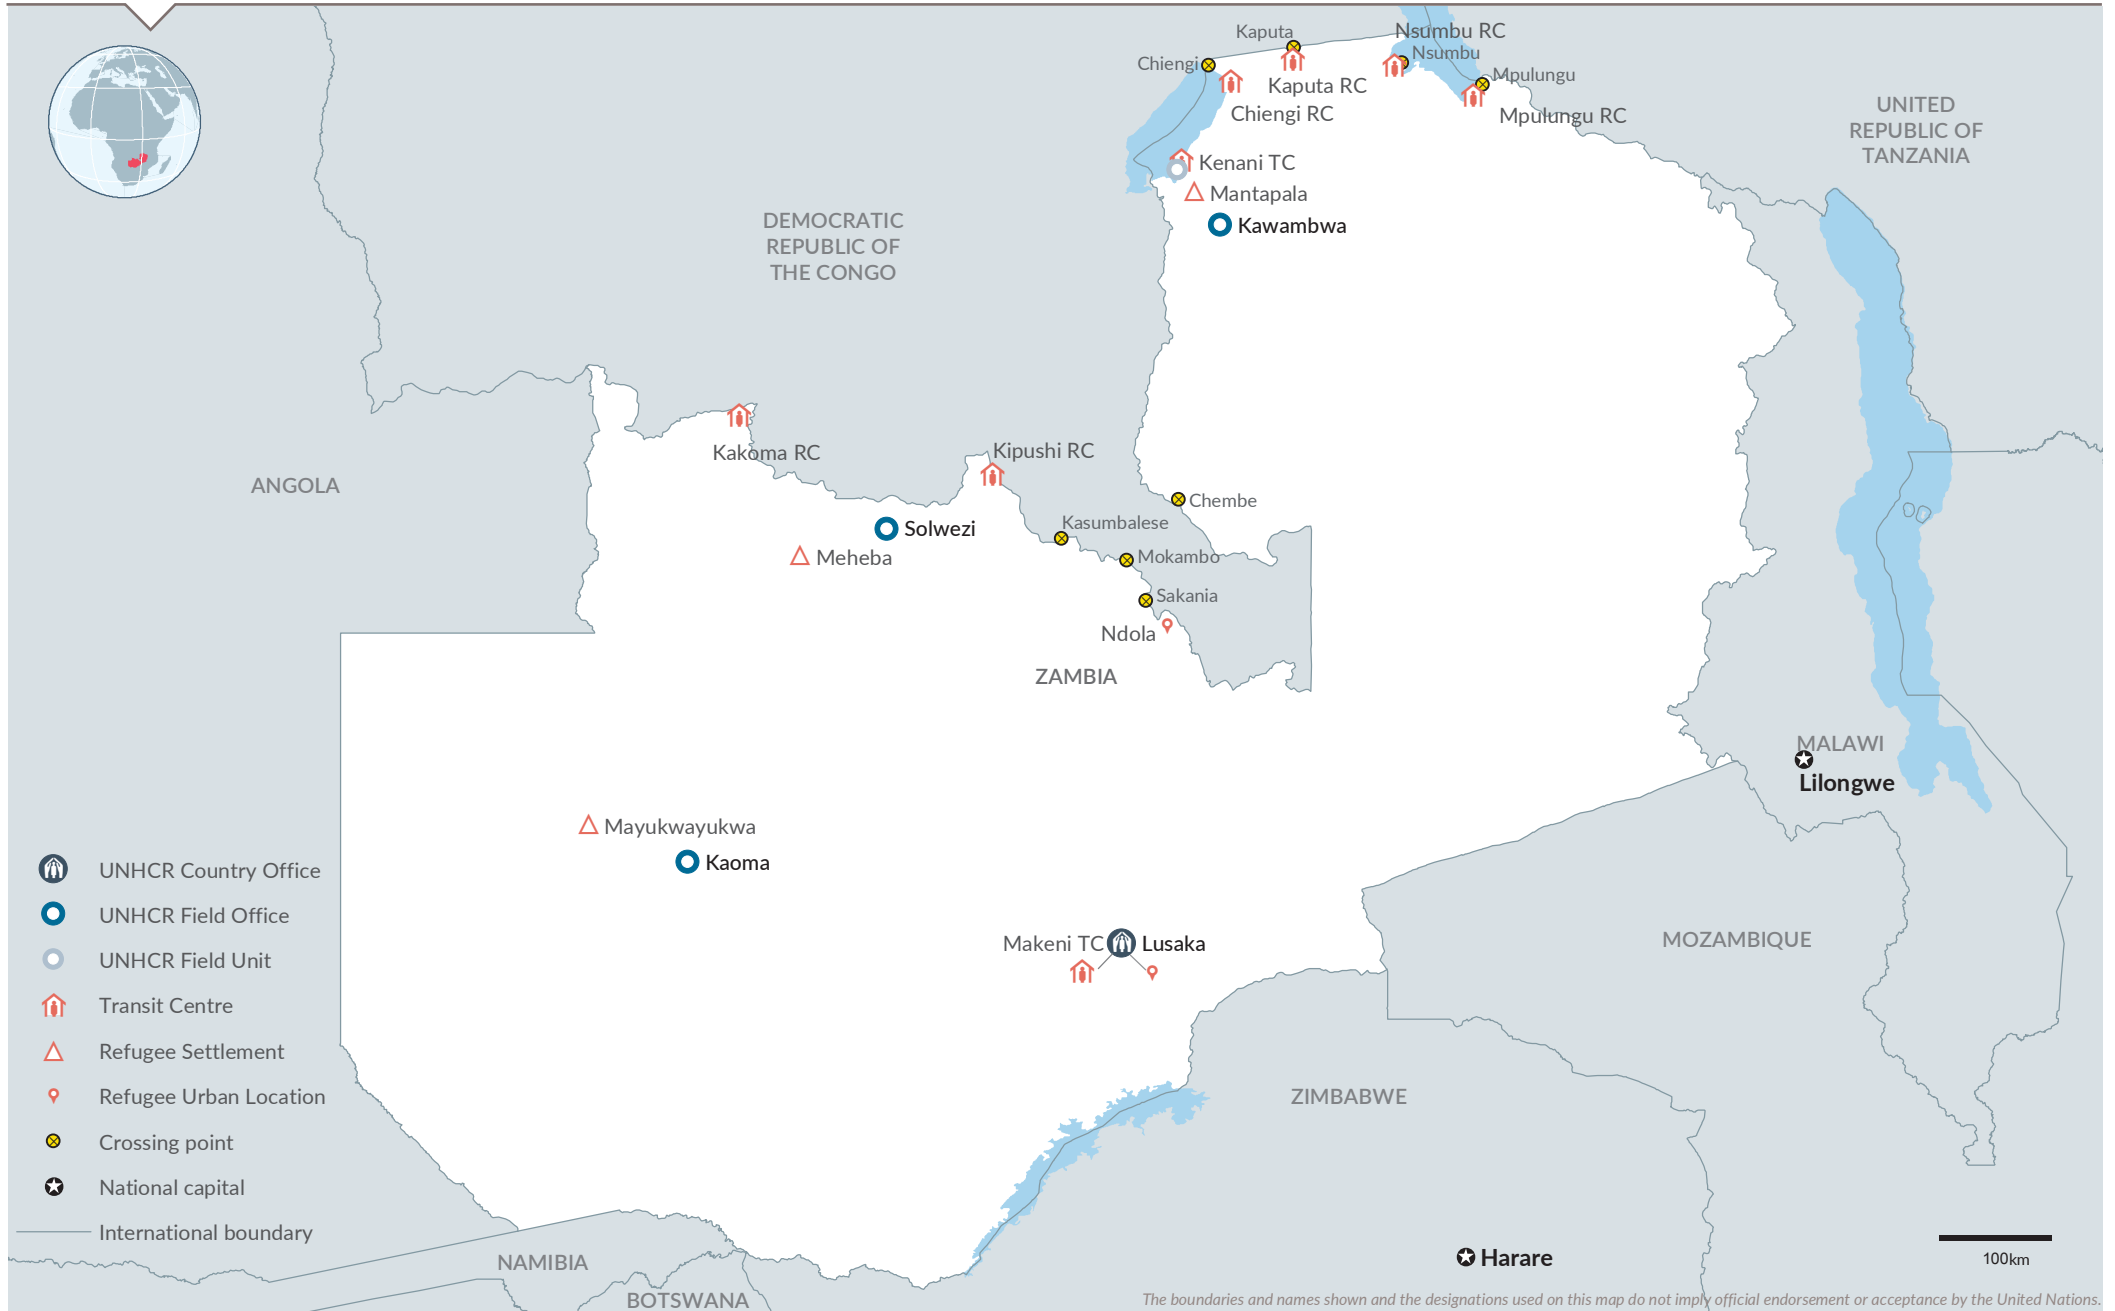 Kaputa
Nsumbu RC
Nsumbu
Chiengi
Mpulungu
Kaputa RC
Chiengi RC
Mpulungu RC
UNITED
REPUBLIC OF
TANZANIA
Kenani TC
Mantapala
Kawambwa
DEMOCRATIC
REPUBLIC OF
THE CONGO
Kakoma RC
Kipushi RC
ANGOLA
Chembe
Solwezi
Kasumbalese
Meheba
Mokambo
Sakania
Ndola
ZAMBIA
MALAWI
Lilongwe
Mayukwayukwa
Kaoma
Makeni TC
Lusaka
MOZAMBIQUE
ZIMBABWE
Harare
NAMIBIA
BOTSWANA
UNHCR Country Office
UNHCR Field Office
UNHCR Field Unit
Transit Centre
Refugee Settlement
Refugee Urban Location
Crossing point
National capital
International boundary
100km
The boundaries and names shown and the designations used on this map do not imply official endorsement or acceptance by the United Nations.